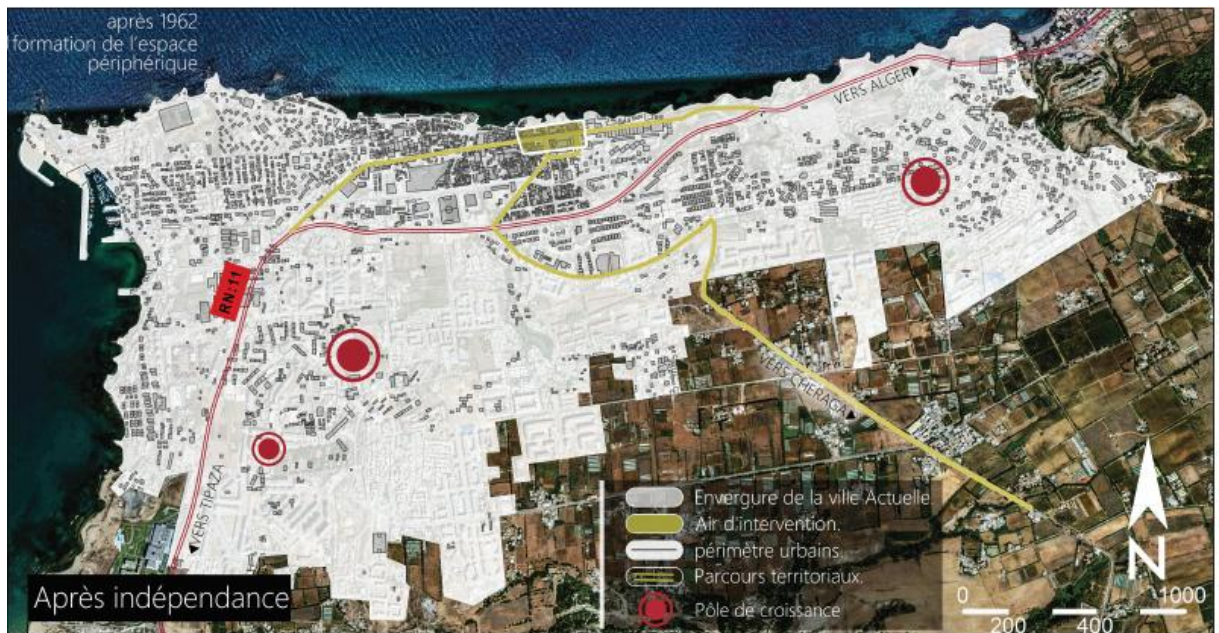 après 1962
formation de l'espace
périphérique
VERS ALGER
RN:11
VERS CHERAGA
VERS TIPAZA
Envergure de la ville Actuelle
Air d'intervention.
périmètre urbains.
Parcours territoriaux.
Pôle de croissance
Après indépendance
N
0 1000
200 400